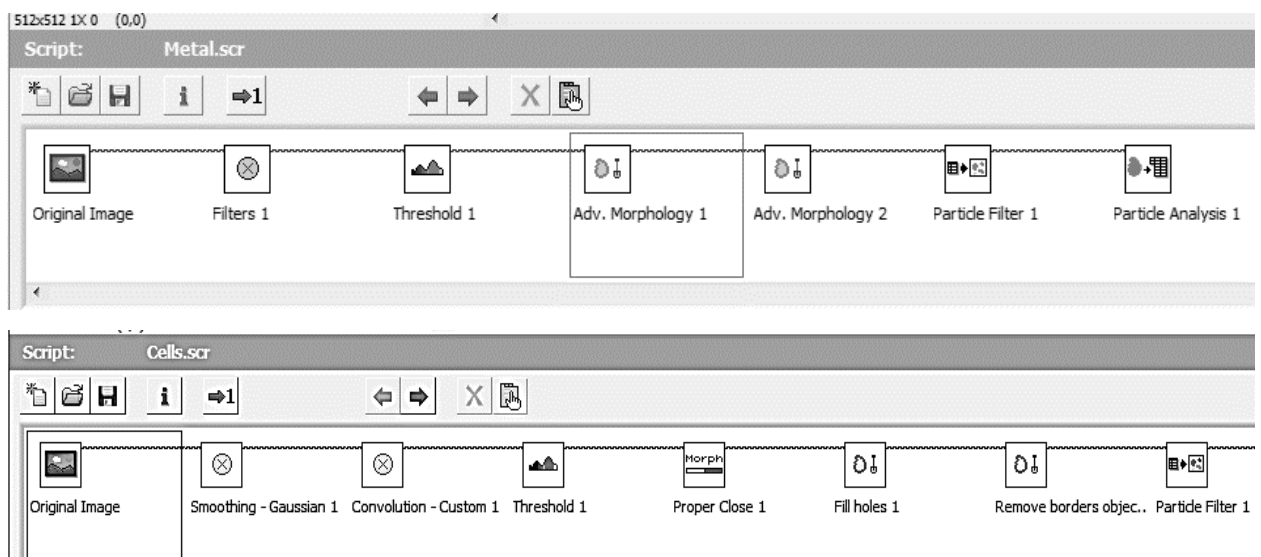 512x512 1X 0 (0,0)
Script: Metal.scr
1
Original Image Filters 1 Threshold 1 Adv. Morphology 1 Adv. Morphology 2 Particle Filter 1 Particle Analysis 1
Script: Cells.scr
1
Morph
Original Image Smoothing - Gaussian 1 Convolution - Custom 1 Threshold 1 Proper Close 1 Fill holes 1 Remove borders objec.. Particle Filter 1